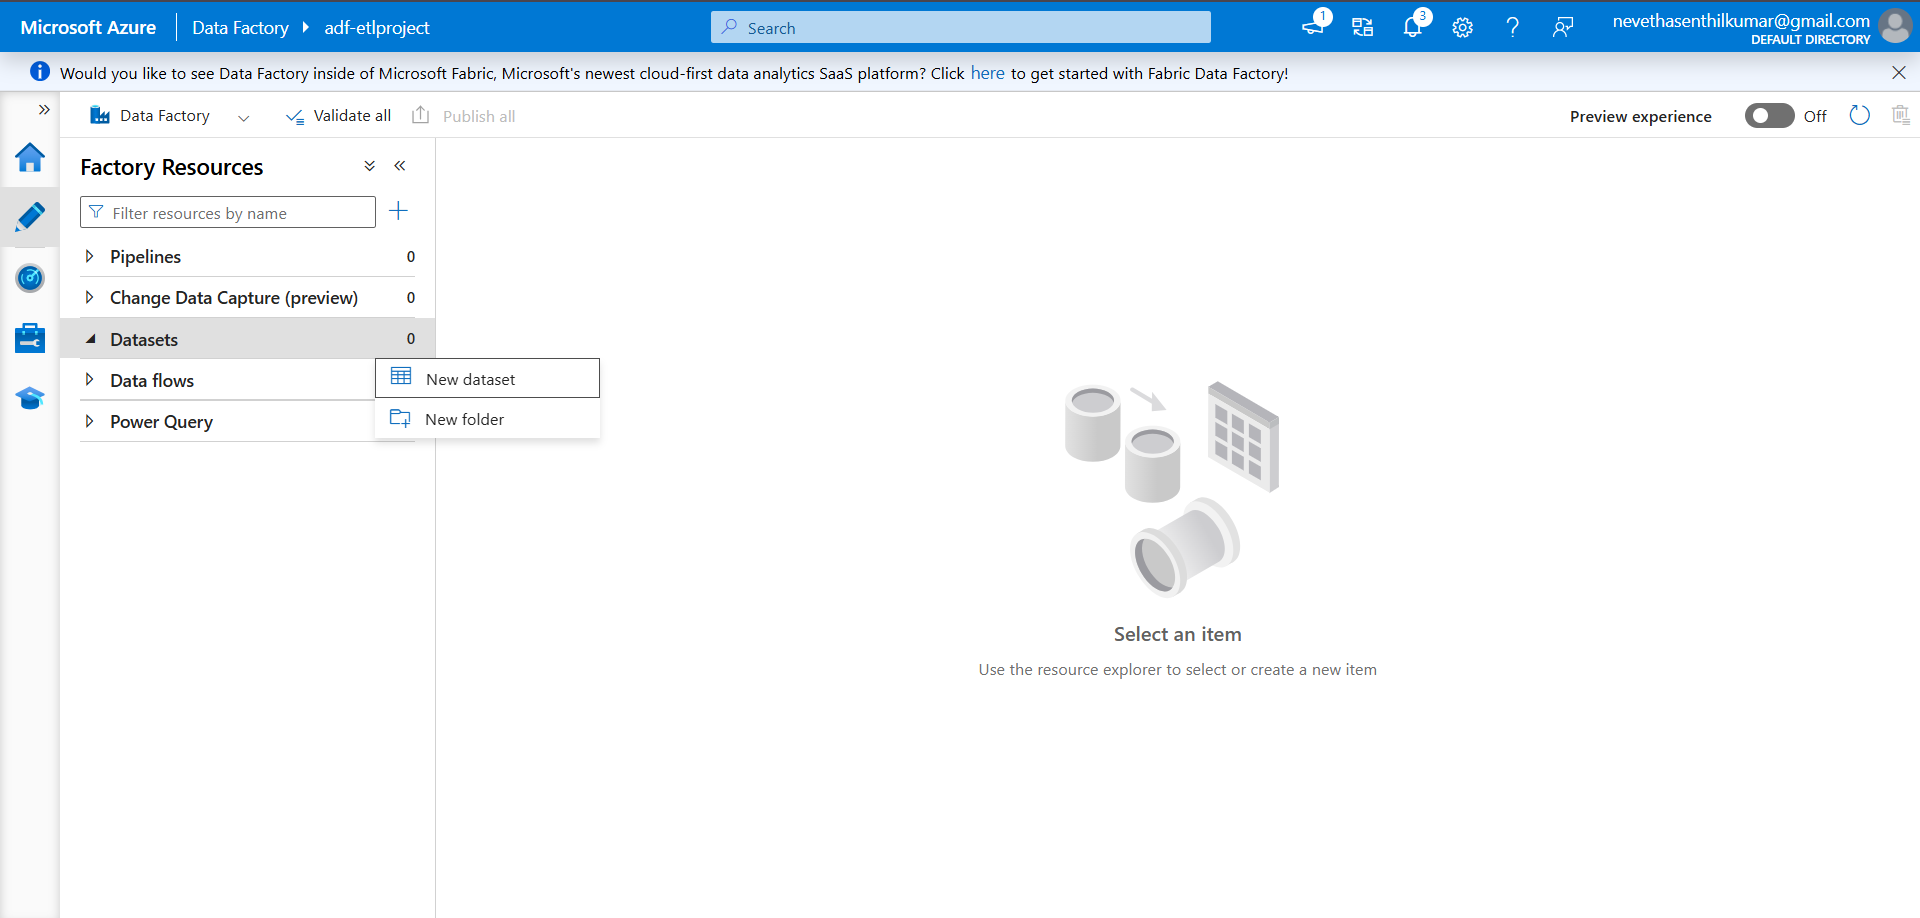 Microsoft Azure Data Factory adf-etlproject Search 1 3 nevethasenthilkumar@gmail.com
DEFAULT DIRECTORY
Would you like to see Data Factory inside of Microsoft Fabric, Microsoft's newest cloud-first data analytics SaaS platform? Click here to get started with Fabric Data Factory!
Data Factory Validate all Publish all Preview experience Off
Factory Resources
Filter resources by name
Pipelines 0
Change Data Capture (preview) 0
Datasets 0
New dataset
Data flows
New folder
Power Query
Select an item
Use the resource explorer to select or create a new item